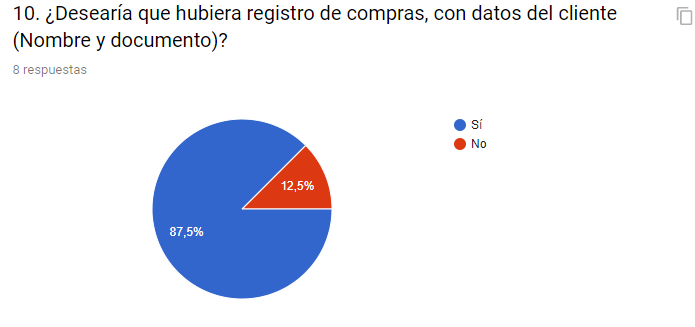 10. ¿Desearía que hubiera registro de compras, con datos del cliente
(Nombre y documento)?
8 respuestas
Sí
No
12,5%
87,5%